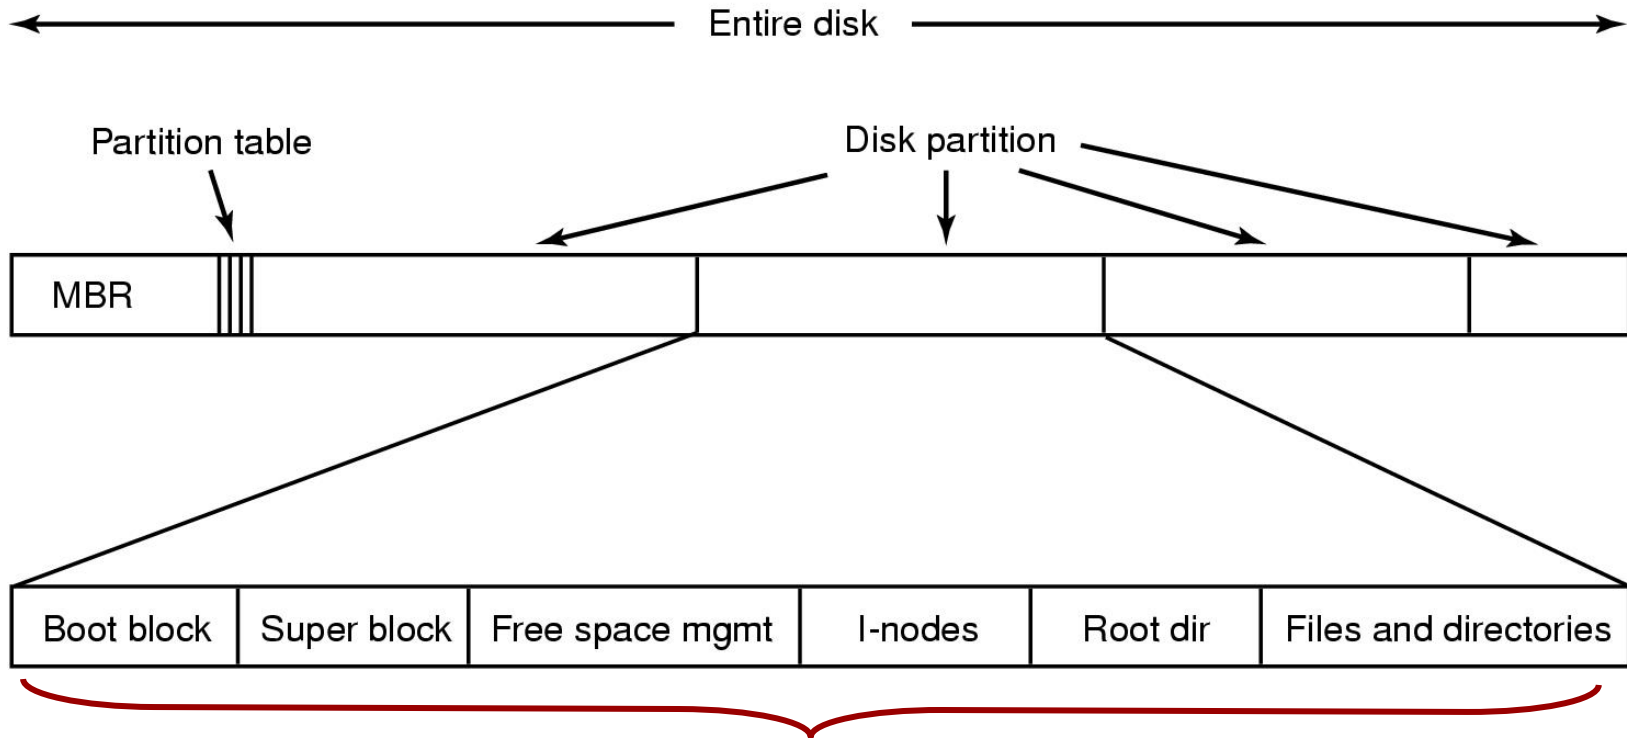 Entire disk
Partition table
Disk partition
MBR
Boot block
Super block
Free space mgmt
I-nodes
Root dir
Files and directories